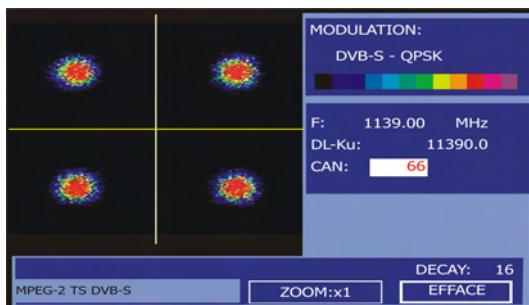 MODULATION:
DVB-S - QPSK
F: 1139.00 MHz
DL-Ku: 11390.0
CAN: 66
DECAY: 16
MPEG-2 TS DVB-S
ZOOM:x1
EFFACE